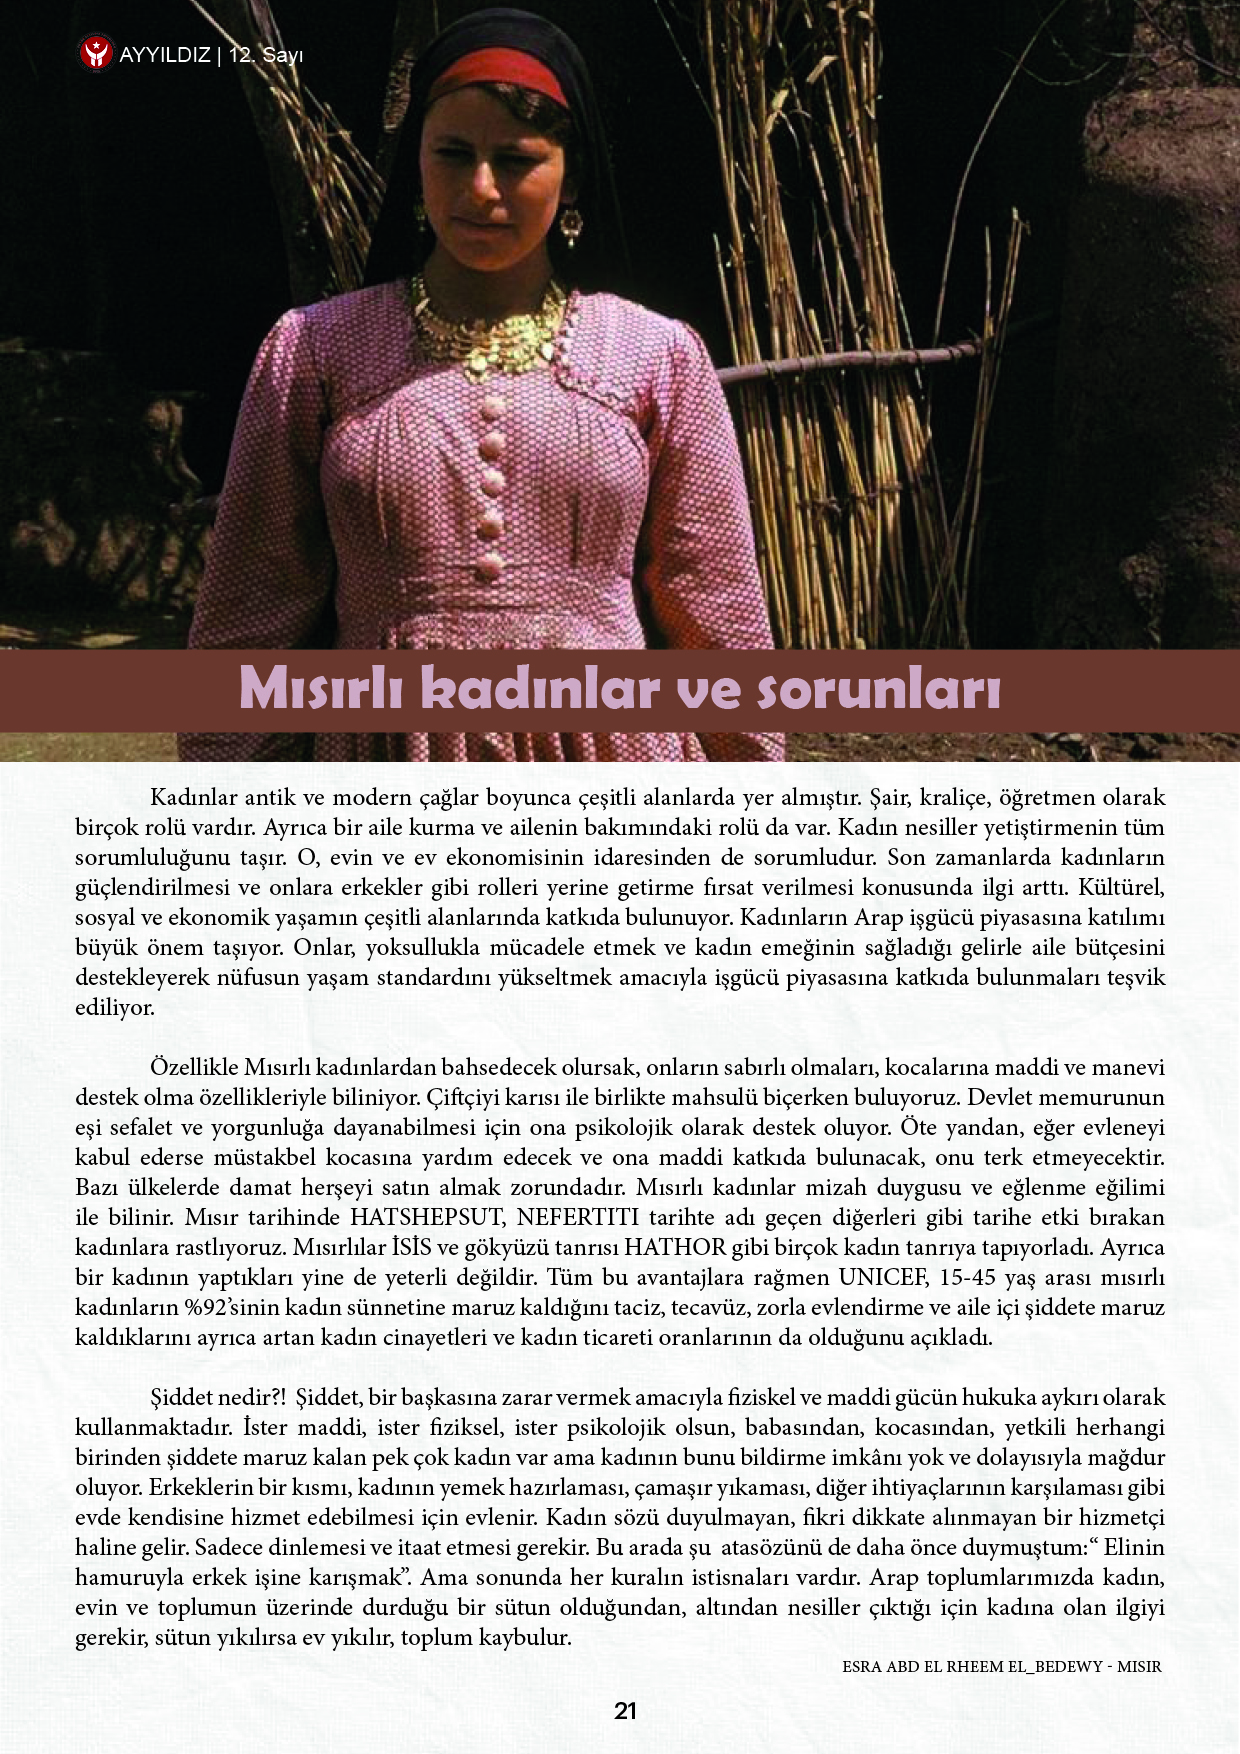 AYYILDIZ | 12. Sayı
Mısırlı kadınlar ve sorunları
Kadınlar antik ve modern çağlar boyunca çeşitli alanlarda yer almıştır. Şair, kraliçe, öğretmen olarak
birçok rolü vardır. Ayrıca bir aile kurma ve ailenin bakımındaki rolü da var. Kadın nesiller yetiştirmenin tüm
sorumluluğunu taşır. O, evin ve ev ekonomisinin idaresinden de sorumludur. Son zamanlarda kadınların
güçlendirilmesi ve onlara erkekler gibi rolleri yerine getirme fırsat verilmesi konusunda ilgi arttı. Kültürel,
sosyal ve ekonomik yaşamın çeşitli alanlarında katkıda bulunuyor. Kadınların Arap işgücü piyasasına katılımı
büyük önem taşıyor. Onlar, yoksullukla mücadele etmek ve kadın emeğinin sağladığı gelirle aile bütçesini
destekleyerek nüfusun yaşam standardını yükseltmek amacıyla işgücü piyasasına katkıda bulunmaları teşvik
ediliyor.
Özellikle Mısırlı kadınlardan bahsedecek olursak, onların sabırlı olmaları, kocalarına maddi ve manevi
destek olma özellikleriyle biliniyor. Çiftçiyi karısı ile birlikte mahsulü biçerken buluyoruz. Devlet memurunun
eşi sefalet ve yorgunluğa dayanabilmesi için ona psikolojik olarak destek oluyor. Öte yandan, eğer evleneyi
kabul ederse müstakbel kocasına yardım edecek ve ona maddi katkıda bulunacak, onu terk etmeyecektir.
Bazı ülkelerde damat herşeyi satın almak zorundadır. Mısırlı kadınlar mizah duygusu ve eğlenme eğilimi
ile bilinir. Mısır tarihinde HATSHEPSUT, NEFERTITI tarihte adı geçen diğerleri gibi tarihe etki bırakan
kadınlara rastlıyoruz. Mısırlılar İSİS ve gökyüzü tanrısı HATHOR gibi birçok kadın tanrıya tapıyorladı. Ayrıca
bir kadının yaptıkları yine de yeterli değildir. Tüm bu avantajlara rağmen UNICEF, 15-45 yaş arası mısırlı
kadınların %92’sinin kadın sünnetine maruz kaldığını taciz, tecavüz, zorla evlendirme ve aile içi şiddete maruz
kaldıklarını ayrıca artan kadın cinayetleri ve kadın ticareti oranlarının da olduğunu açıkladı.
Şiddet nedir?! Şiddet, bir başkasına zarar vermek amacıyla fiziskel ve maddi gücün hukuka aykırı olarak
kullanmaktadır. İster maddi, ister fiziksel, ister psikolojik olsun, babasından, kocasından, yetkili herhangi
birinden şiddete maruz kalan pek çok kadın var ama kadının bunu bildirme imkânı yok ve dolayısıyla mağdur
oluyor. Erkeklerin bir kısmı, kadının yemek hazırlaması, çamaşır yıkaması, diğer ihtiyaçlarının karşılaması gibi
evde kendisine hizmet edebilmesi için evlenir. Kadın sözü duyulmayan, fikri dikkate alınmayan bir hizmetçi
haline gelir. Sadece dinlemesi ve itaat etmesi gerekir. Bu arada şu atasözünü de daha önce duymuştum:“ Elinin
hamuruyla erkek işine karışmak”. Ama sonunda her kuralın istisnaları vardır. Arap toplumlarımızda kadın,
evin ve toplumun üzerinde durduğu bir sütun olduğundan, altından nesiller çıktığı için kadına olan ilgiyi
gerekir, sütun yıkılırsa ev yıkılır, toplum kaybulur.
ESRA ABD EL RHEEM EL_BEDEWY - MISIR
21